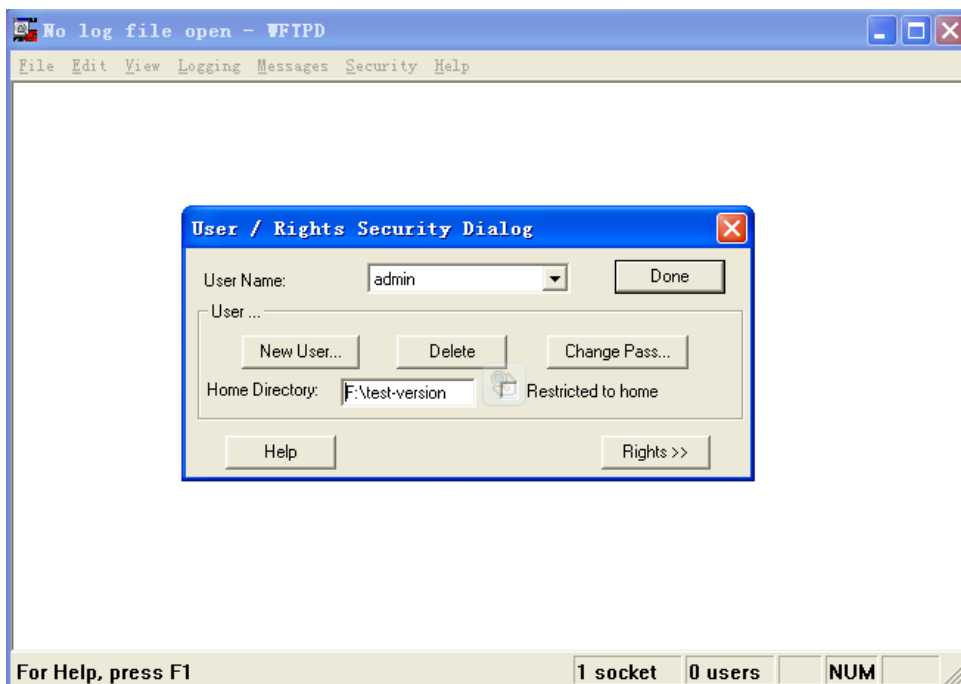 No log file open - WFTPD
File Edit View Logging Messages Security Help
User / Rights Security Dialog
User Name: admin Done
User ...
New User... Delete Change Pass...
Home Directory: F:\test-version Restricted to home
Help Rights >>
For Help, press F1 1 socket 0 users NUM